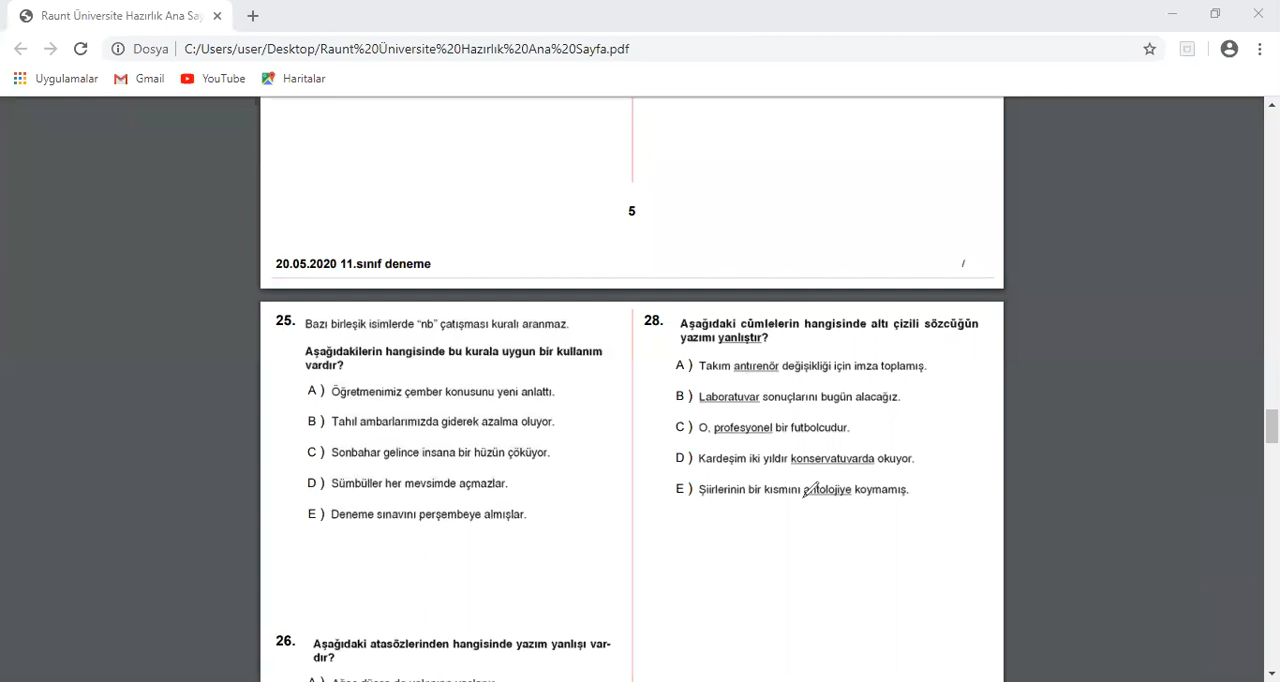 Raunt Üniversite Hazırlık Ana Say
Dosya
C:/Users/user/Desktop/Raunt%20Üniversite%20Hazırlık%20Ana%20Sayfa.pdf
Uygulamalar
Gmail
YouTube
Haritalar
5
20.05.2020 11.sınıf deneme
/
25. Bazı birleşik isimlerde “nb” çatışması kuralı aranmaz.
Aşağıdakilerin hangisinde bu kurala uygun bir kullanım
vardır?
A ) Öğretmenimiz çember konusunu yeni anlattı.
B ) Tahıl ambarlarımızda giderek azalma oluyor.
C ) Sonbahar gelince insana bir hüzün çöküyor.
D ) Sümbüller her mevsimde açmazlar.
E ) Deneme sınavını perşembeye almışlar.
26. Aşağıdaki atasözlerinden hangisinde yazım yanlışı var-
dır?
28. Aşağıdaki cümlelerin hangisinde altı çizili sözcüğün
yazımı yanlıştır?
A ) Takım antırenör değişikliği için imza toplamış.
B ) Laboratuvar sonuçlarını bugün alacağız.
C ) O, profesyonel bir futbolcudur.
D ) Kardeşim iki yıldır konservatuvarda okuyor.
E ) Şiirlerinin bir kısmını antolojiye koymamış.